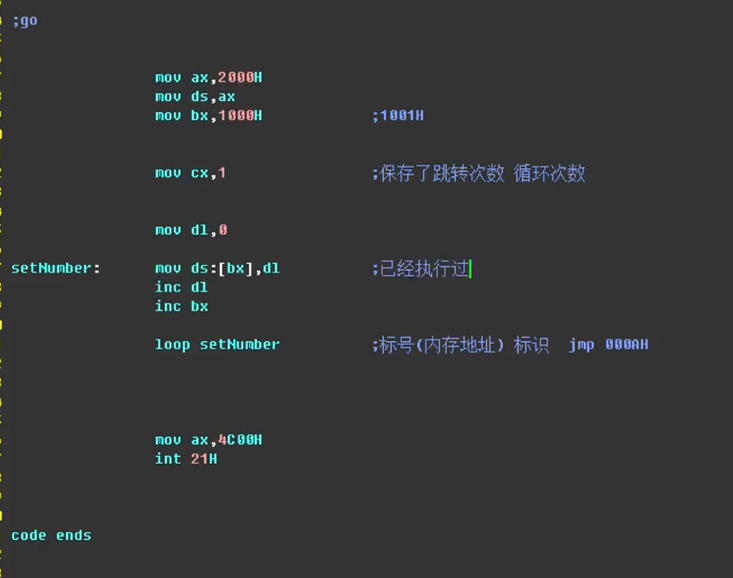 ;go
mov ax,2000H
mov ds,ax
mov bx,1000H ;1001H
mov cx,1 ;保存了跳转次数 循环次数
mov dl,0
setNumber: mov ds:[bx],dl ;已经执行过
inc dl
inc bx
loop setNumber ;标号(内存地址) 标识 jmp 000AH
mov ax,4C00H
int 21H
code ends